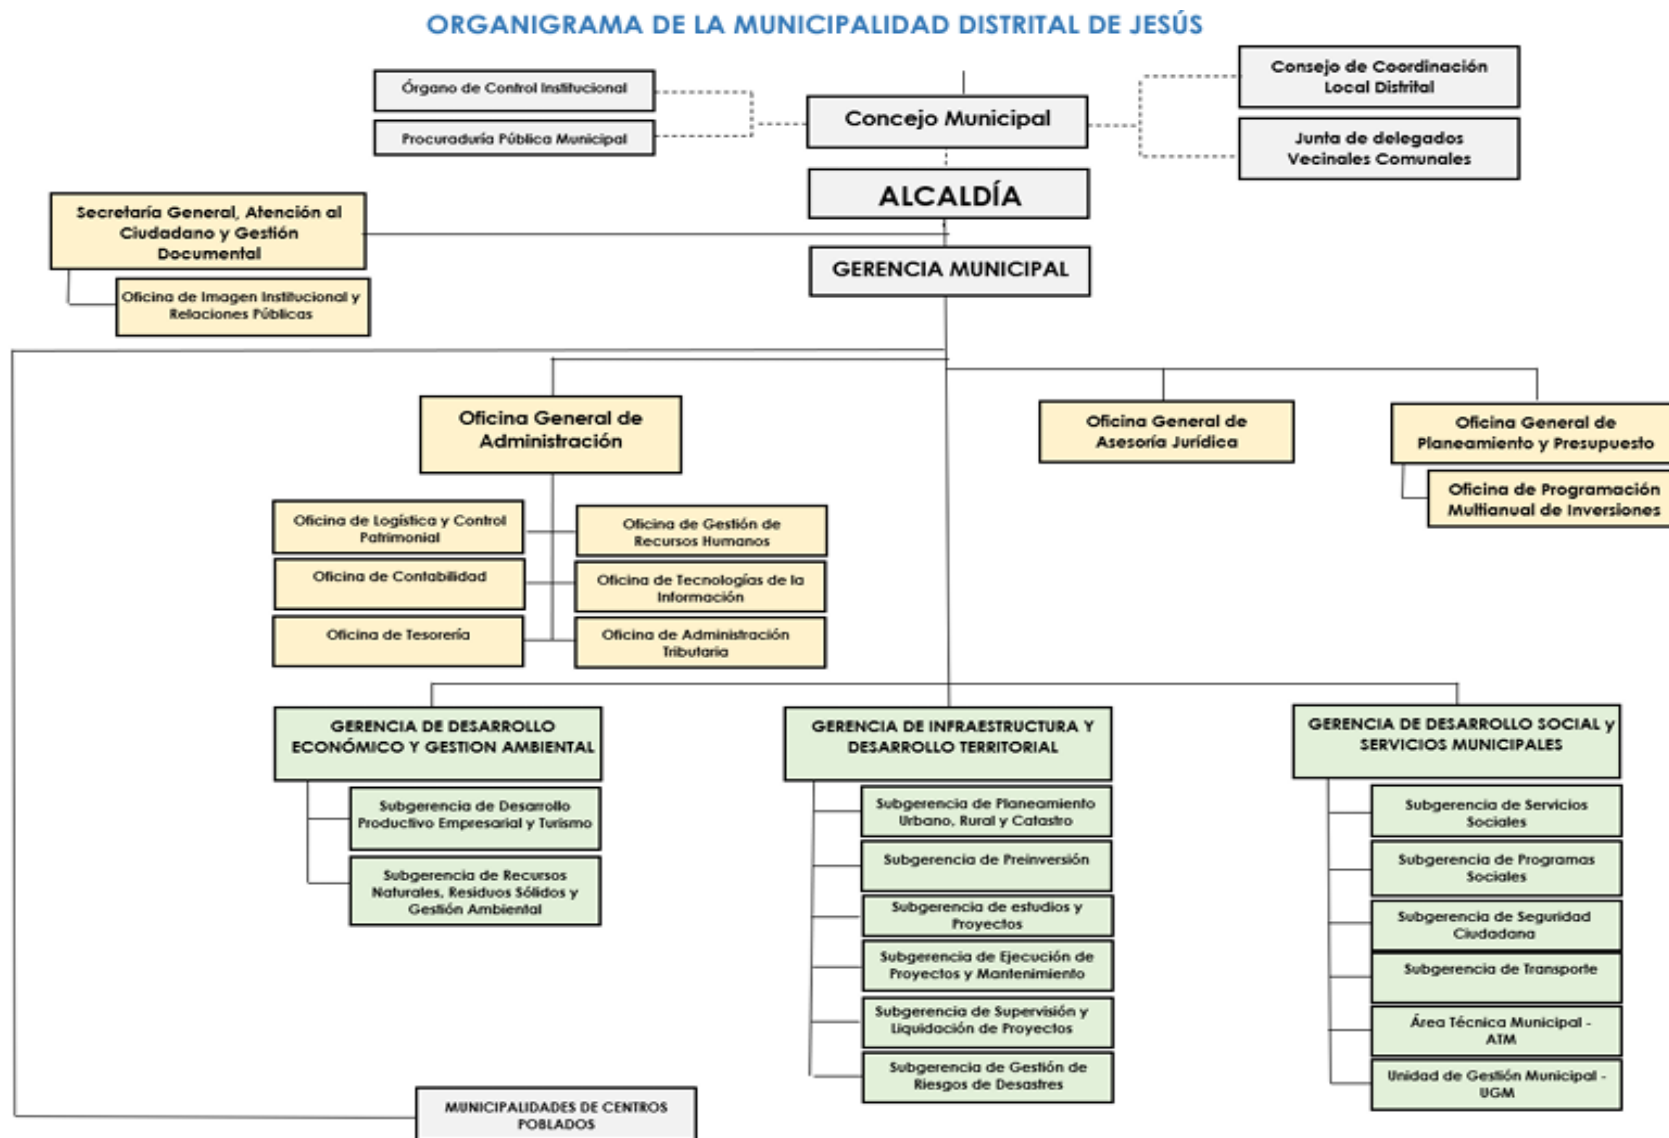 ORGANIGRAMA DE LA MUNICIPALIDAD DISTRITAL DE JESÚS
Órgano de Control Institucional
Procuraduría Pública Municipal
Concejo Municipal
Consejo de Coordinación
Local Distrital
Junta de delegados
Vecinales Comunales
ALCALDÍA
Secretaría General, Atención al
Ciudadano y Gestión
Documental
Oficina de Imagen Institucional y
Relaciones Públicas
GERENCIA MUNICIPAL
Oficina General de
Administración
Oficina General de
Asesoría Jurídica
Oficina General de
Planeamiento y Presupuesto
Oficina de Programación
Multianual de Inversiones
Oficina de Logística y Control
Patrimonial
Oficina de Gestión de
Recursos Humanos
Oficina de Contabilidad
Oficina de Tecnologías de la
Información
Oficina de Tesorería
Oficina de Administración
Tributaria
GERENCIA DE DESARROLLO
ECONÓMICO Y GESTION AMBIENTAL
Subgerencia de Desarrollo
Productivo Empresarial y Turismo
Subgerencia de Recursos
Naturales, Residuos Sólidos y
Gestión Ambiental
GERENCIA DE INFRAESTRUCTURA Y
DESARROLLO TERRITORIAL
Subgerencia de Planeamiento
Urbano, Rural y Catastro
Subgerencia de Preinversión
Subgerencia de estudios y
Proyectos
Subgerencia de Ejecución de
Proyectos y Mantenimiento
Subgerencia de Supervisión y
Liquidación de Proyectos
Subgerencia de Gestión de
Riesgos de Desastres
GERENCIA DE DESARROLLO SOCIAL y
SERVICIOS MUNICIPALES
Subgerencia de Servicios
Sociales
Subgerencia de Programas
Sociales
Subgerencia de Seguridad
Ciudadana
Subgerencia de Transporte
Área Técnica Municipal -
ATM
Unidad de Gestión Municipal -
UGM
MUNICIPALIDADES DE CENTROS
POBLADOS